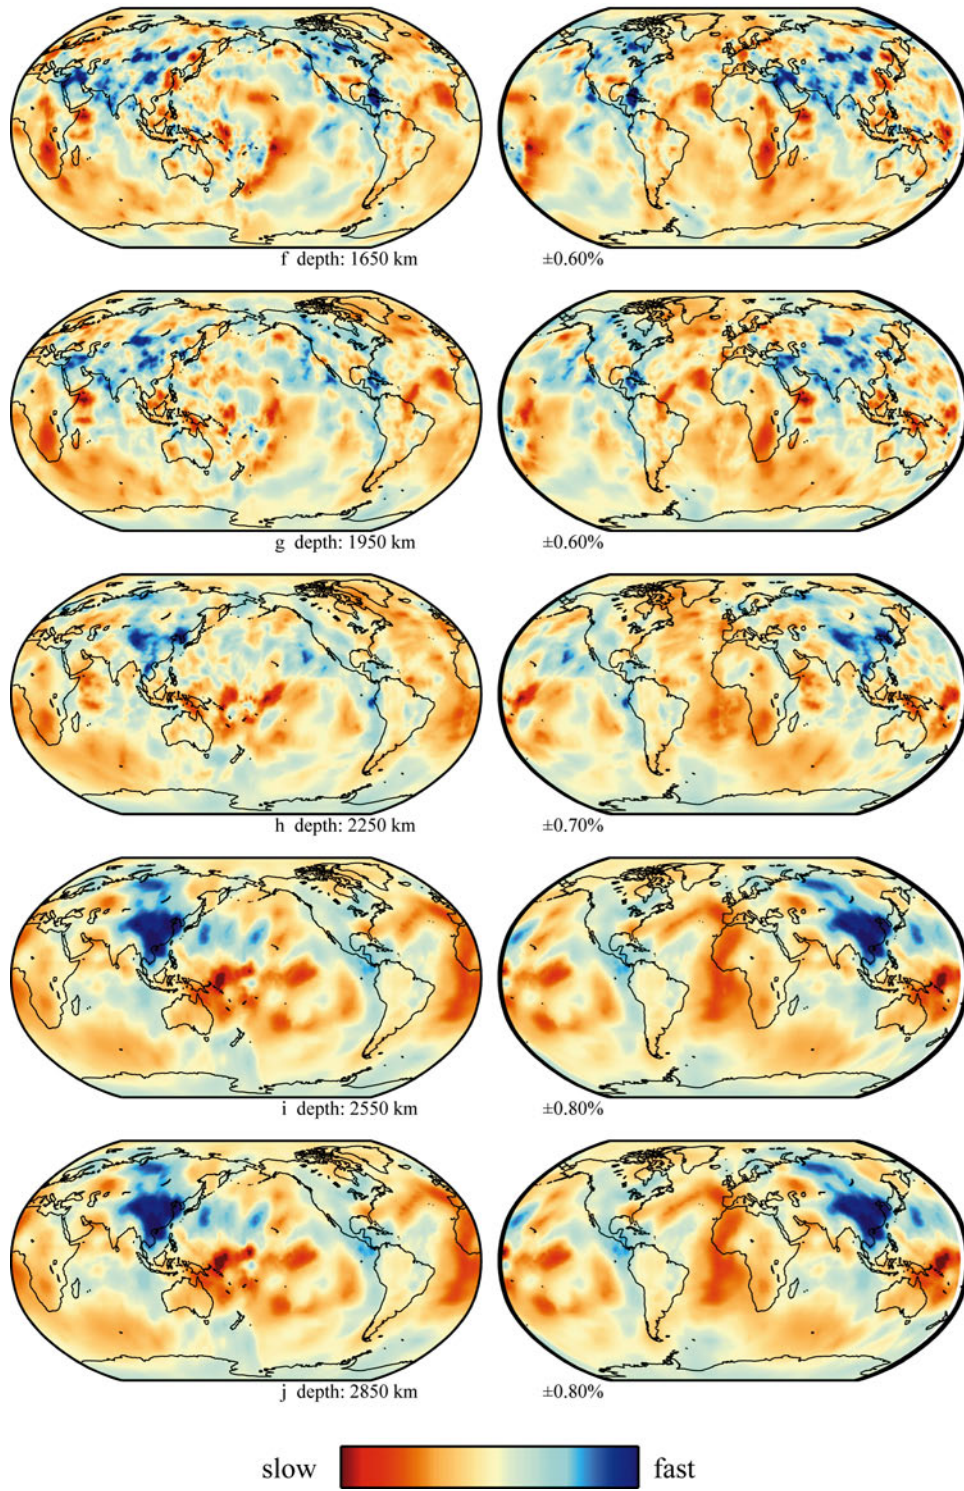 f depth: 1650 km ±0.60%
g depth: 1950 km ±0.60%
h depth: 2250 km ±0.70%
i depth: 2550 km ±0.80%
j depth: 2850 km ±0.80%
slow fast